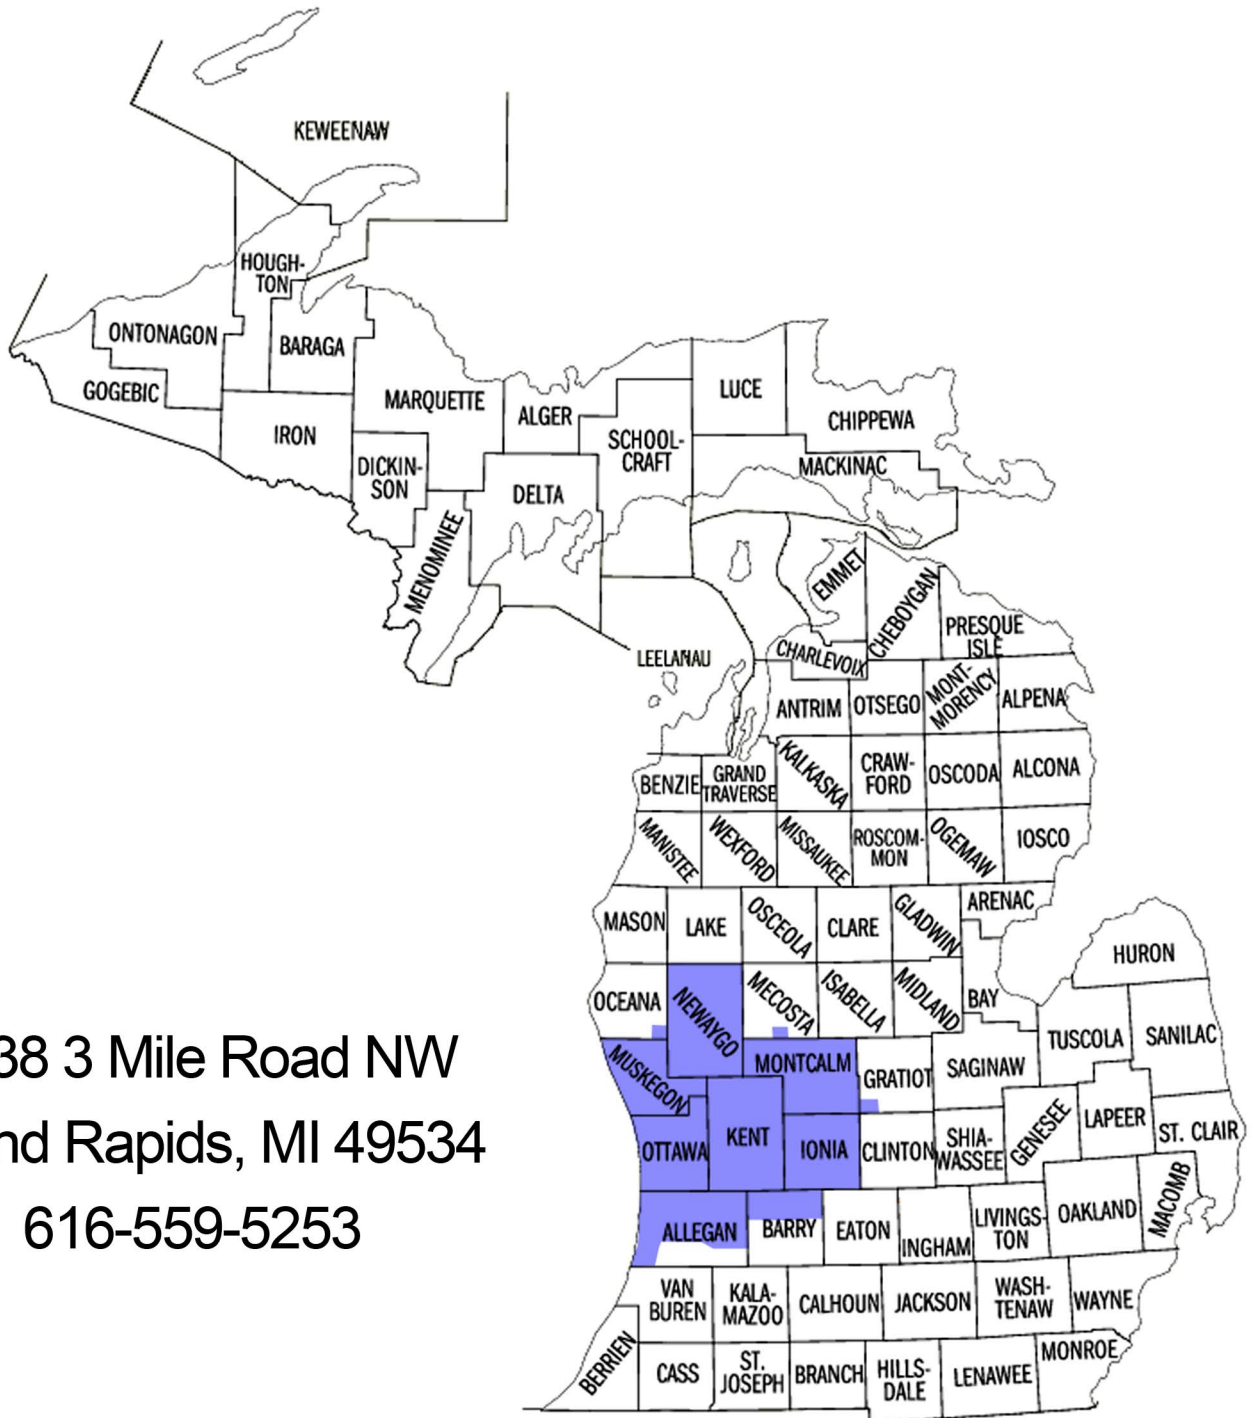 KEWEENAW
HOUGH-
TON
ONTONAGON
BARAGA
GOGEBIC
MARQUETTE
IRON
ALGER
LUCE
CHIPPEWA
SCHOOL-
CRAFT
MACKINAC
DICKIN-
SON
DELTA
MENOMINEE
EMMET
CHEBOYGAN
PRESQUE
ISLE
LEELANAU
CHARLEVOIX
ANTRIM
OTSEGO
MONT-
MORENCY
ALPENA
BENZIE
GRAND
TRAVERSE
KALKASKA
CRAW-
FORD
OSCODA
ALCONA
MANISTEE
WEXFORD
MISSAUKEE
ROSCOM-
MON
OGEMAW
IOSCO
MASON
LAKE
OSCEOLA
CLARE
GLADWIN
ARENAC
HURON
OCEANA
NEWAYGO
MECOSTA
ISABELLA
MIDLAND
BAY
TUSCOLA
SANILAC
MUSKEGON
MONTCALM
GRATIOT
SAGINAW
GENESEE
LAPEER
ST. CLAIR
OTTAWA
KENT
IONIA
CLINTON
SHIA-
WASSEE
ALLEGAN
BARRY
EATON
INGHAM
LIVINGS-
TON
OAKLAND
MACOMB
VAN
BUREN
KALA-
MAZOO
CALHOUN
JACKSON
WASH-
TENAW
WAYNE
BERRIEN
CASS
ST.
JOSEPH
BRANCH
HILLS-
DALE
LENAWEE
MONROE
38 3 Mile Road NW
nd Rapids, MI 49534
616-559-5253